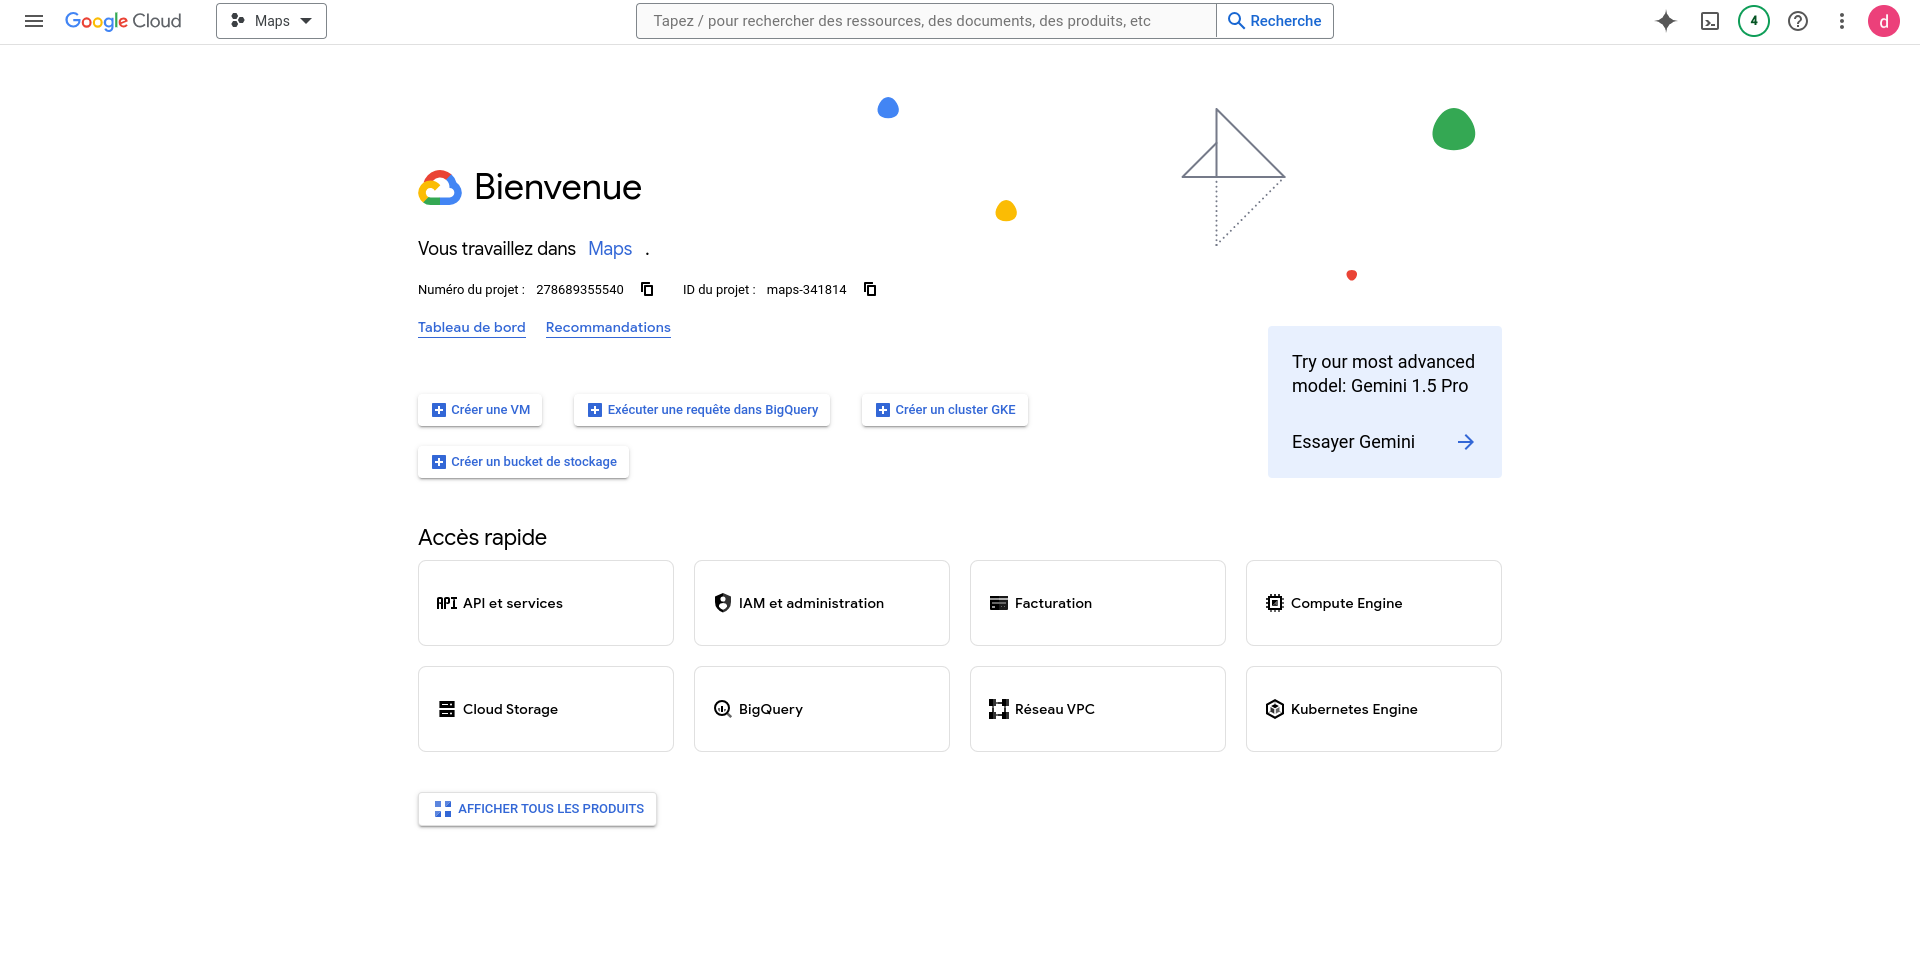 Google Cloud
Maps
Tapez / pour rechercher des ressources, des documents, des produits, etc
Recherche
4
d
Bienvenue
Vous travaillez dans Maps .
Numéro du projet : 278689355540 ID du projet : maps-341814
Tableau de bord Recommandations
Try our most advanced
model: Gemini 1.5 Pro
Essayer Gemini
Créer une VM
Exécuter une requête dans BigQuery
Créer un cluster GKE
Créer un bucket de stockage
Accès rapide
API API et services
IAM et administration
Facturation
Compute Engine
Cloud Storage
BigQuery
Réseau VPC
Kubernetes Engine
AFFICHER TOUS LES PRODUITS